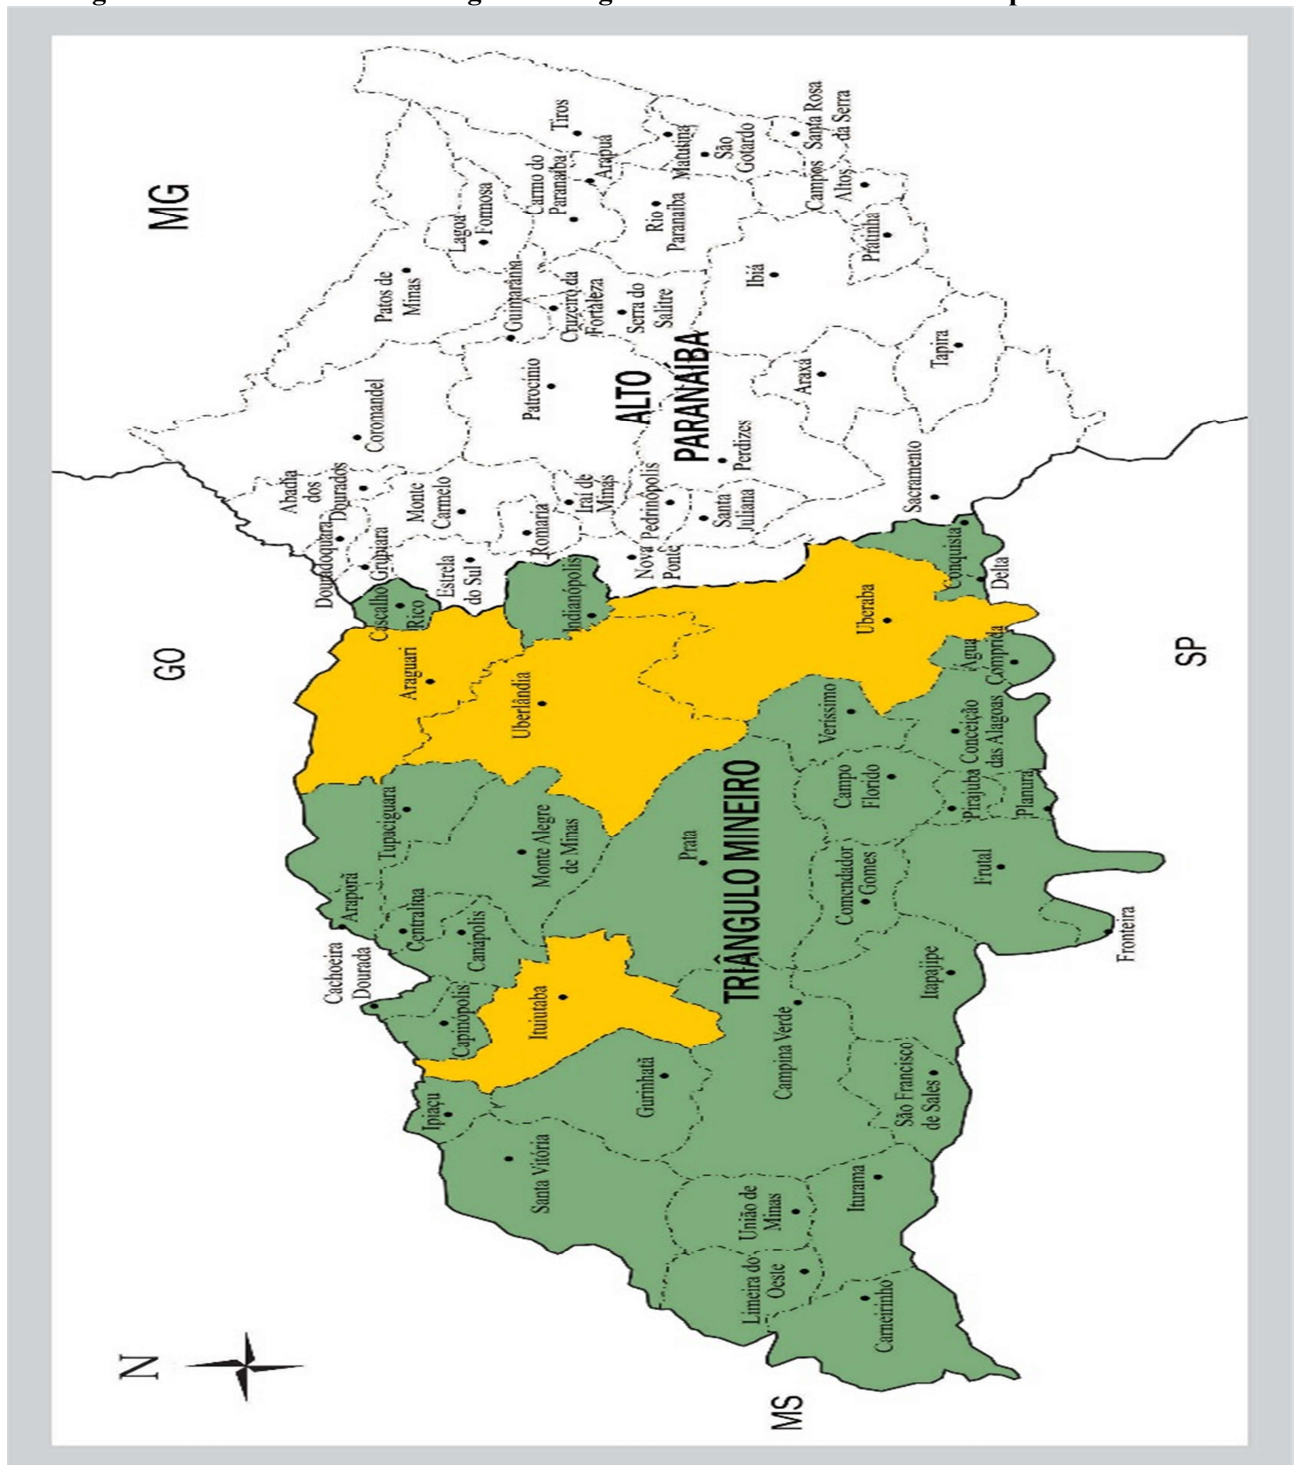 MG
GO
SP
MS
N
ALTO
PARANAÍBA
TRIÂNGULO MINEIRO
Tiros
Arapuá
Matutina
São
Gotardo
Santa Rosa
da Serra
Campos
Altos
Pratinha
Carmo do
Paranaíba
Rio
Paranaíba
Lagoa
Formosa
Patos de
Minas
Guimarânia
Cruzeiro da
Fortaleza
Serra do
Salitre
Ibiá
Tapira
Araxá
Patrocínio
Coromandel
Perdizes
Sacramento
Abadia
dos
Dourados
Douradoquara
Grupiara
Monte
Carmelo
Estrela
do Sul
Romaria
Iraí de
Minas
Pedrinópolis
Nova
Ponte
Santa
Juliana
Cascalho
Rico
Indianópolis
Conquista
Delta
Araguari
Uberlândia
Uberaba
Água
Comprida
Veríssimo
Conceição
das Alagoas
Campo
Florido
Pirajuba
Planura
Tupaciguara
Monte Alegre
de Minas
Prata
Comendador
Gomes
Frutal
Fronteira
Araporã
Centralina
Canápolis
Cachoeira
Dourada
Capinópolis
Ituiutaba
Itapajipe
Campina Verde
Gurinhatã
São Francisco
de Sales
Ipiaçu
Santa Vitória
União de
Minas
Iturama
Limeira do
Oeste
Carneirinho